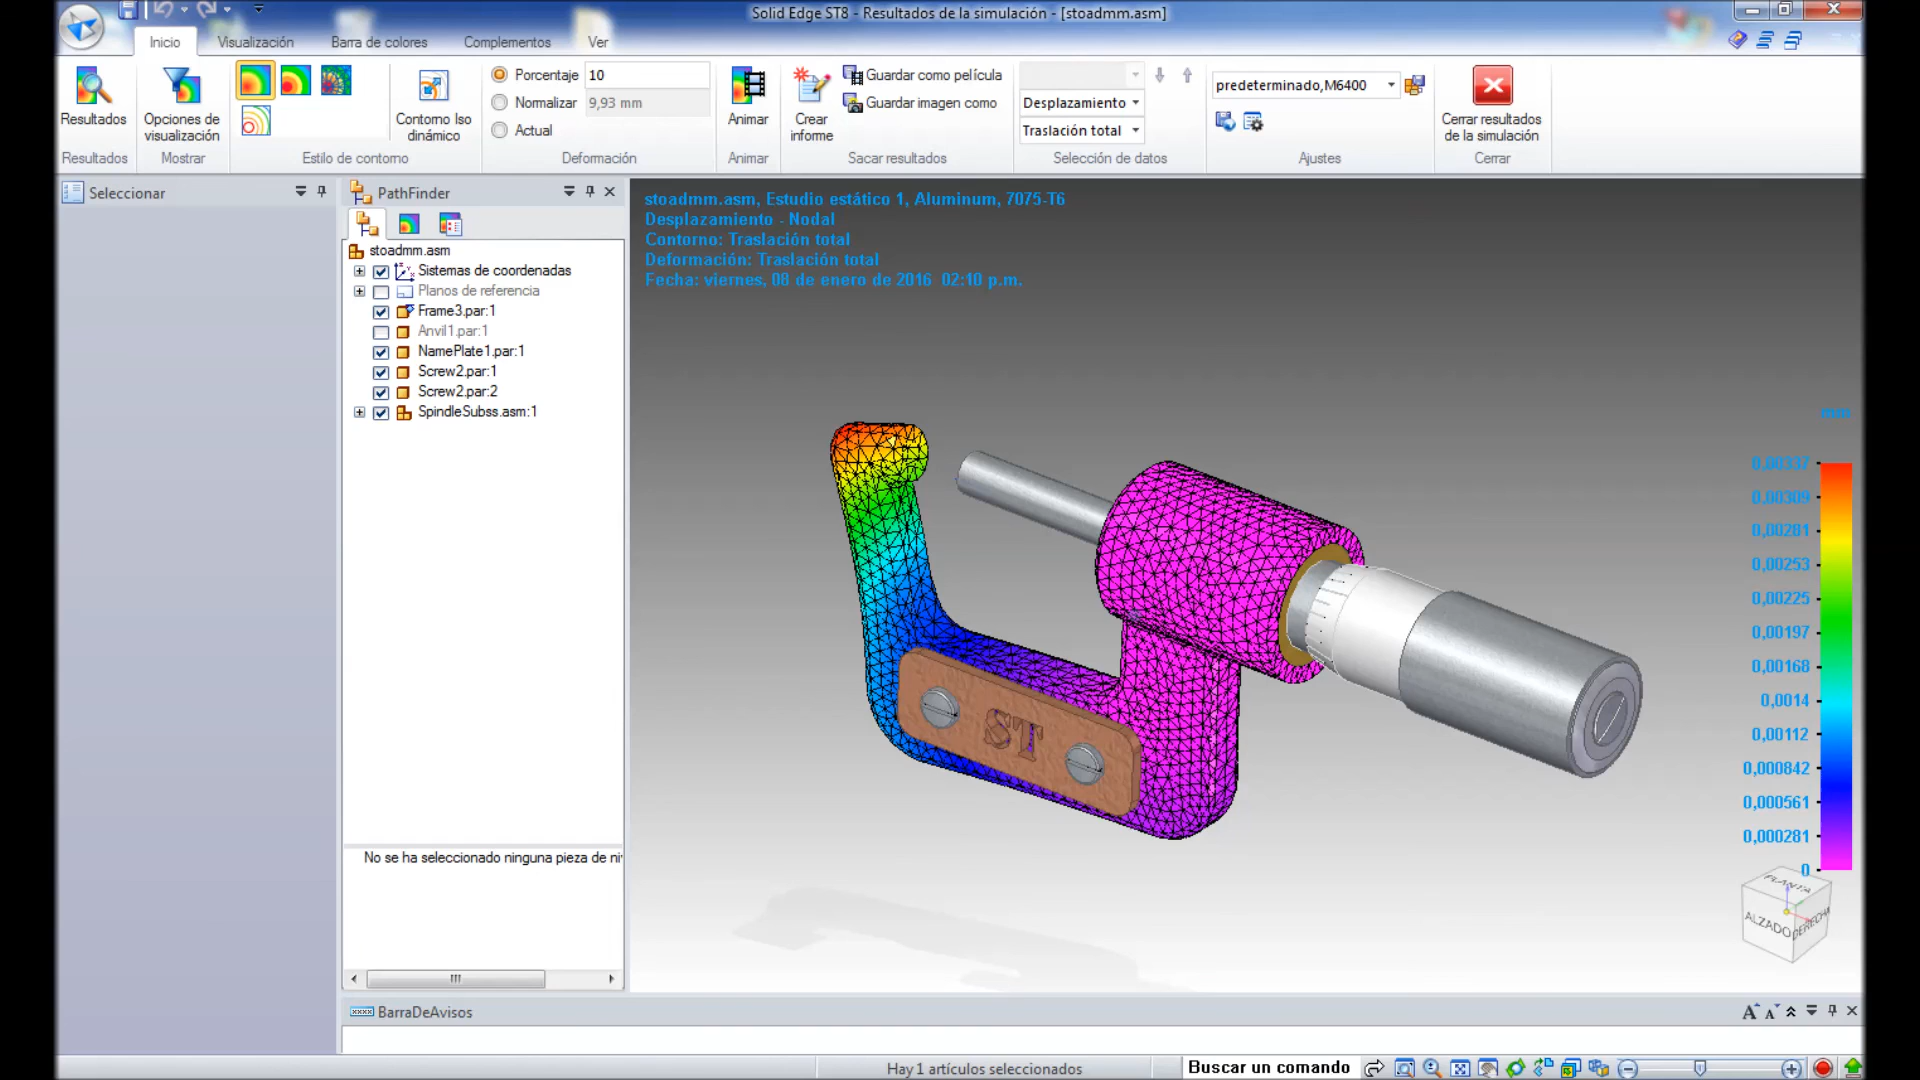 Solid Edge ST8 - Resultados de la simulación - [stoadmm.asm]
Inicio
Visualización
Barra de colores
Complementos
Ver
Resultados
Resultados
Opciones de visualización
Mostrar
Estilo de contorno
Contorno Iso dinámico
Porcentaje 10
Normalizar 9,93 mm
Actual
Deformación
Animar
Animar
Crear informe
Guardar como película
Guardar imagen como
Sacar resultados
Desplazamiento
Traslación total
Selección de datos
predeterminado,M6400
Ajustes
Cerrar resultados de la simulación
Cerrar
Seleccionar
PathFinder
stoadmm.asm
Sistemas de coordenadas
Planos de referencia
Frame3.par:1
Anvil1.par:1
NamePlate1.par:1
Screw2.par:1
Screw2.par:2
SpindleSubss.asm:1
No se ha seleccionado ninguna pieza de ni
stoadmm.asm, Estudio estático 1, Aluminum, 7075-T6
Desplazamiento - Nodal
Contorno: Traslación total
Deformación: Traslación total
Fecha: viernes, 08 de enero de 2016 02:10 p.m.
mm
0,00337
0,00309
0,00281
0,00253
0,00225
0,00197
0,00168
0,0014
0,00112
0,000842
0,000561
0,000281
0
ST
PLANTA
ALZADO
DERECHA
BarraDeAvisos
Hay 1 artículos seleccionados
Buscar un comando